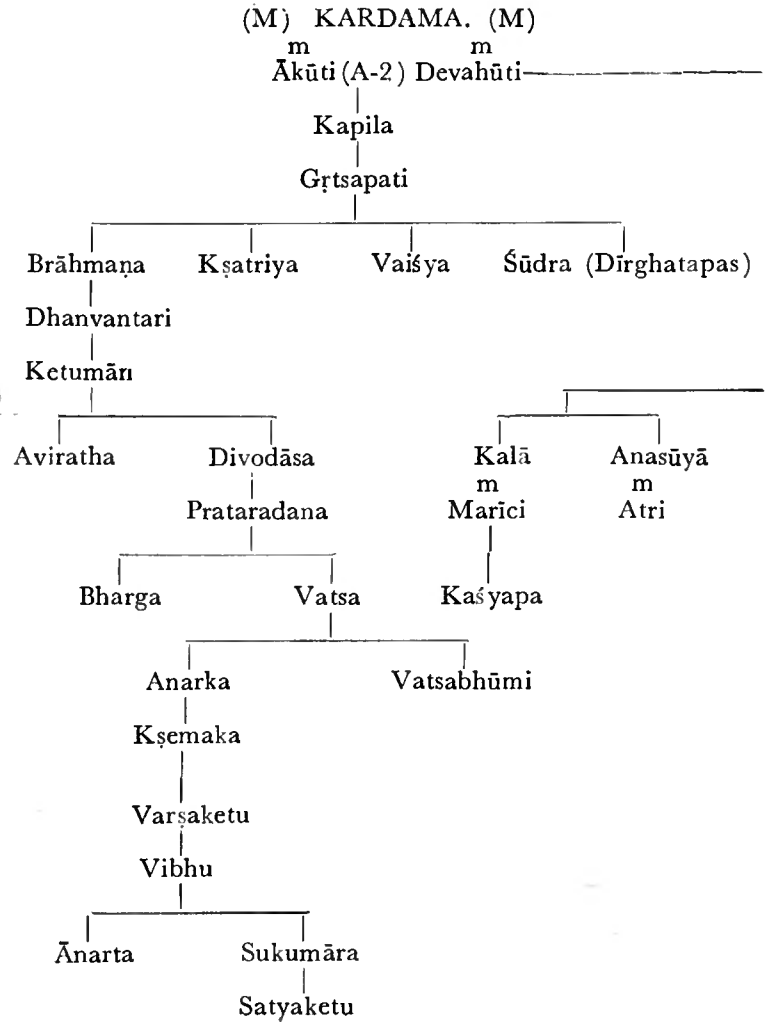 (M) KARDAMA. (M)
m m
Ākūti (A-2) Devahūti
Kapila
Gṛtsapati
Brāhmaṇa Kṣatriya Vaiśya Śūdra (Dīrghatapas)
Dhanvantari
Ketumān
Aviratha Divodāsa Kalā Anasūyā
m m
Prataradana Marīci Atri
Bharga Vatsa Kaśyapa
Anarka Vatsabhūmi
Kṣemaka
Varṣaketu
Vibhu
Ānarta Sukumāra
Satyaketu